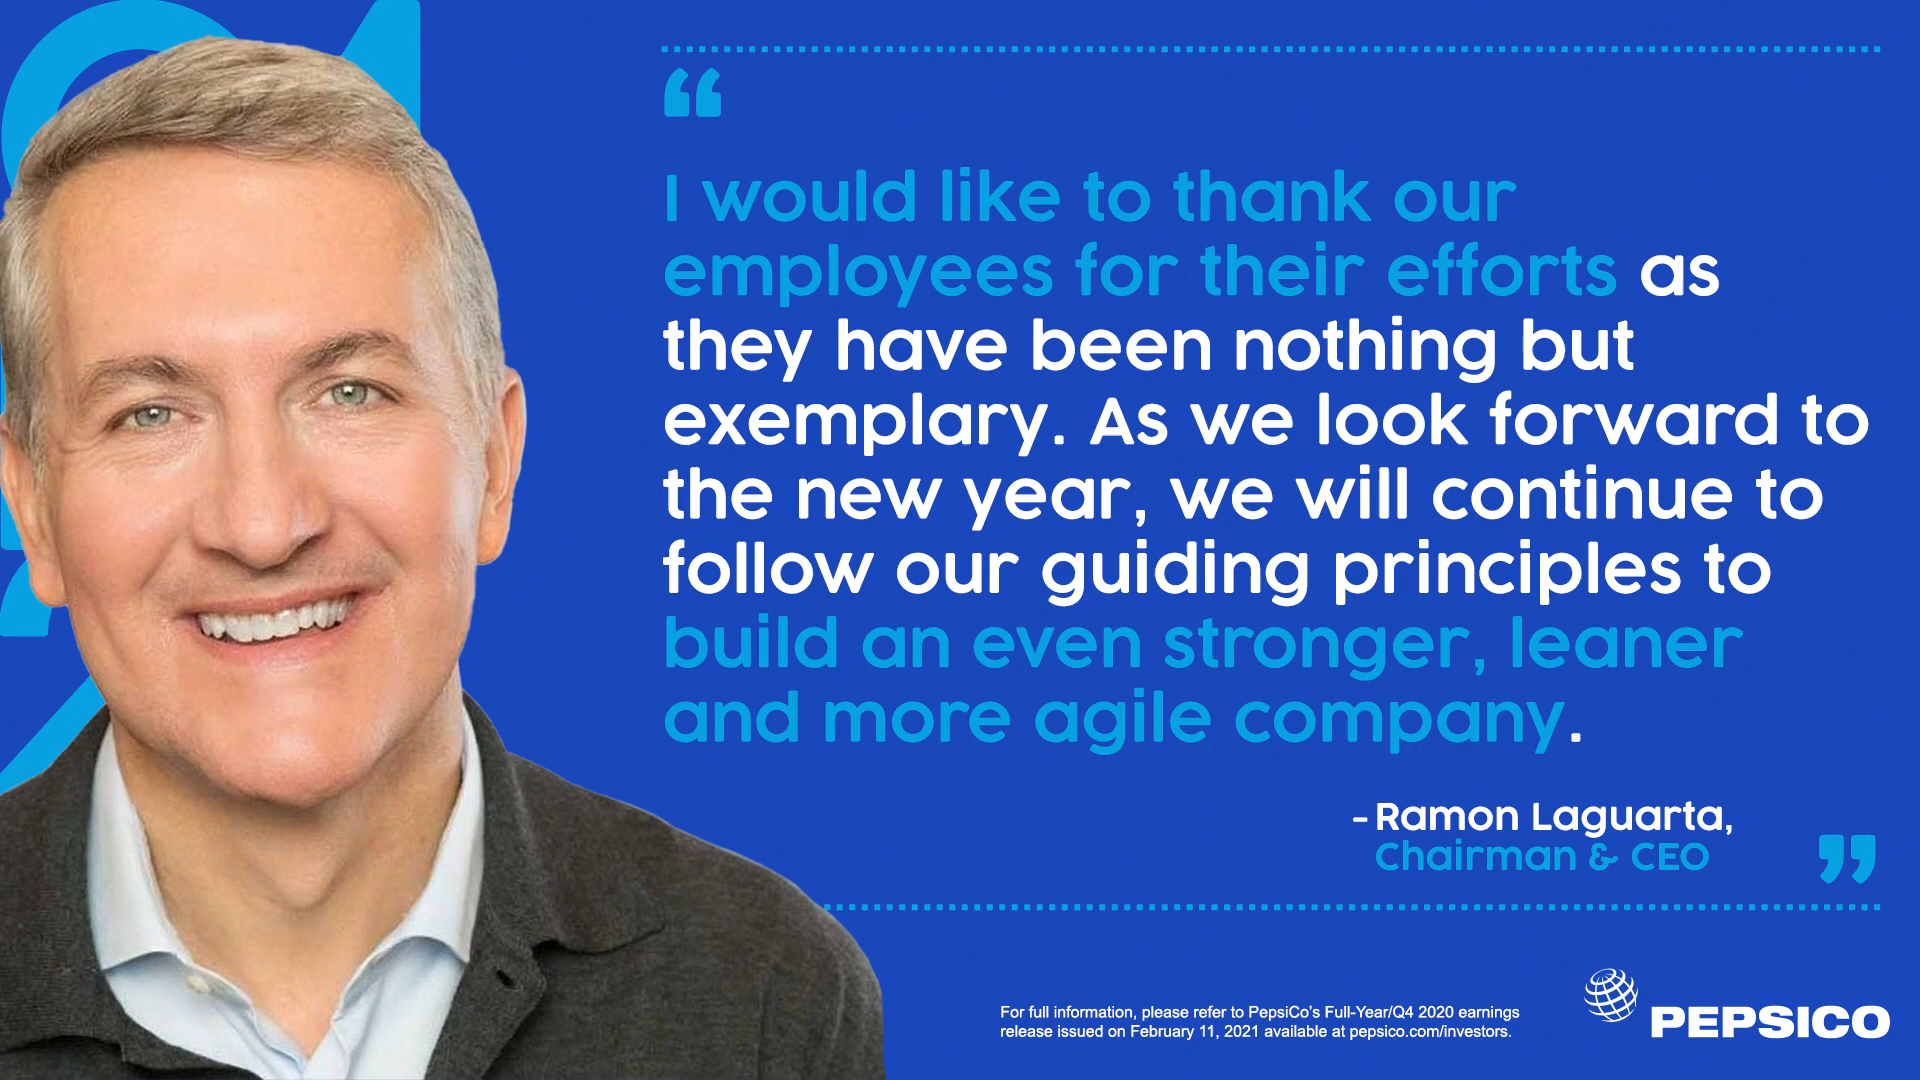 “
I would like to thank our
employees for their efforts as
they have been nothing but
exemplary. As we look forward to
the new year, we will continue to
follow our guiding principles to
build an even stronger, leaner
and more agile company.
- Ramon Laguarta,
Chairman & CEO
”
For full information, please refer to PepsiCo's Full-Year/Q4 2020 earnings
release issued on February 11, 2021 available at pepsico.com/investors.
PEPSICO